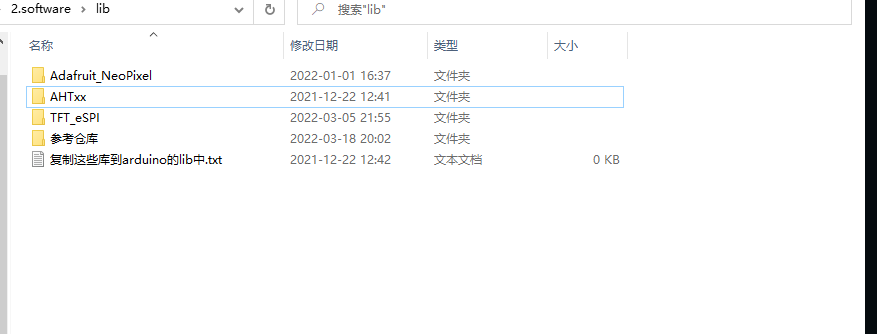 2.software > lib
搜索"lib"
名称 修改日期 类型 大小
Adafruit_NeoPixel 2022-01-01 16:37 文件夹
AHTxx 2021-12-22 12:41 文件夹
TFT_eSPI 2022-03-05 21:55 文件夹
参考仓库 2022-03-18 20:02 文件夹
复制这些库到arduino的lib中.txt 2021-12-22 12:42 文本文档 0 KB